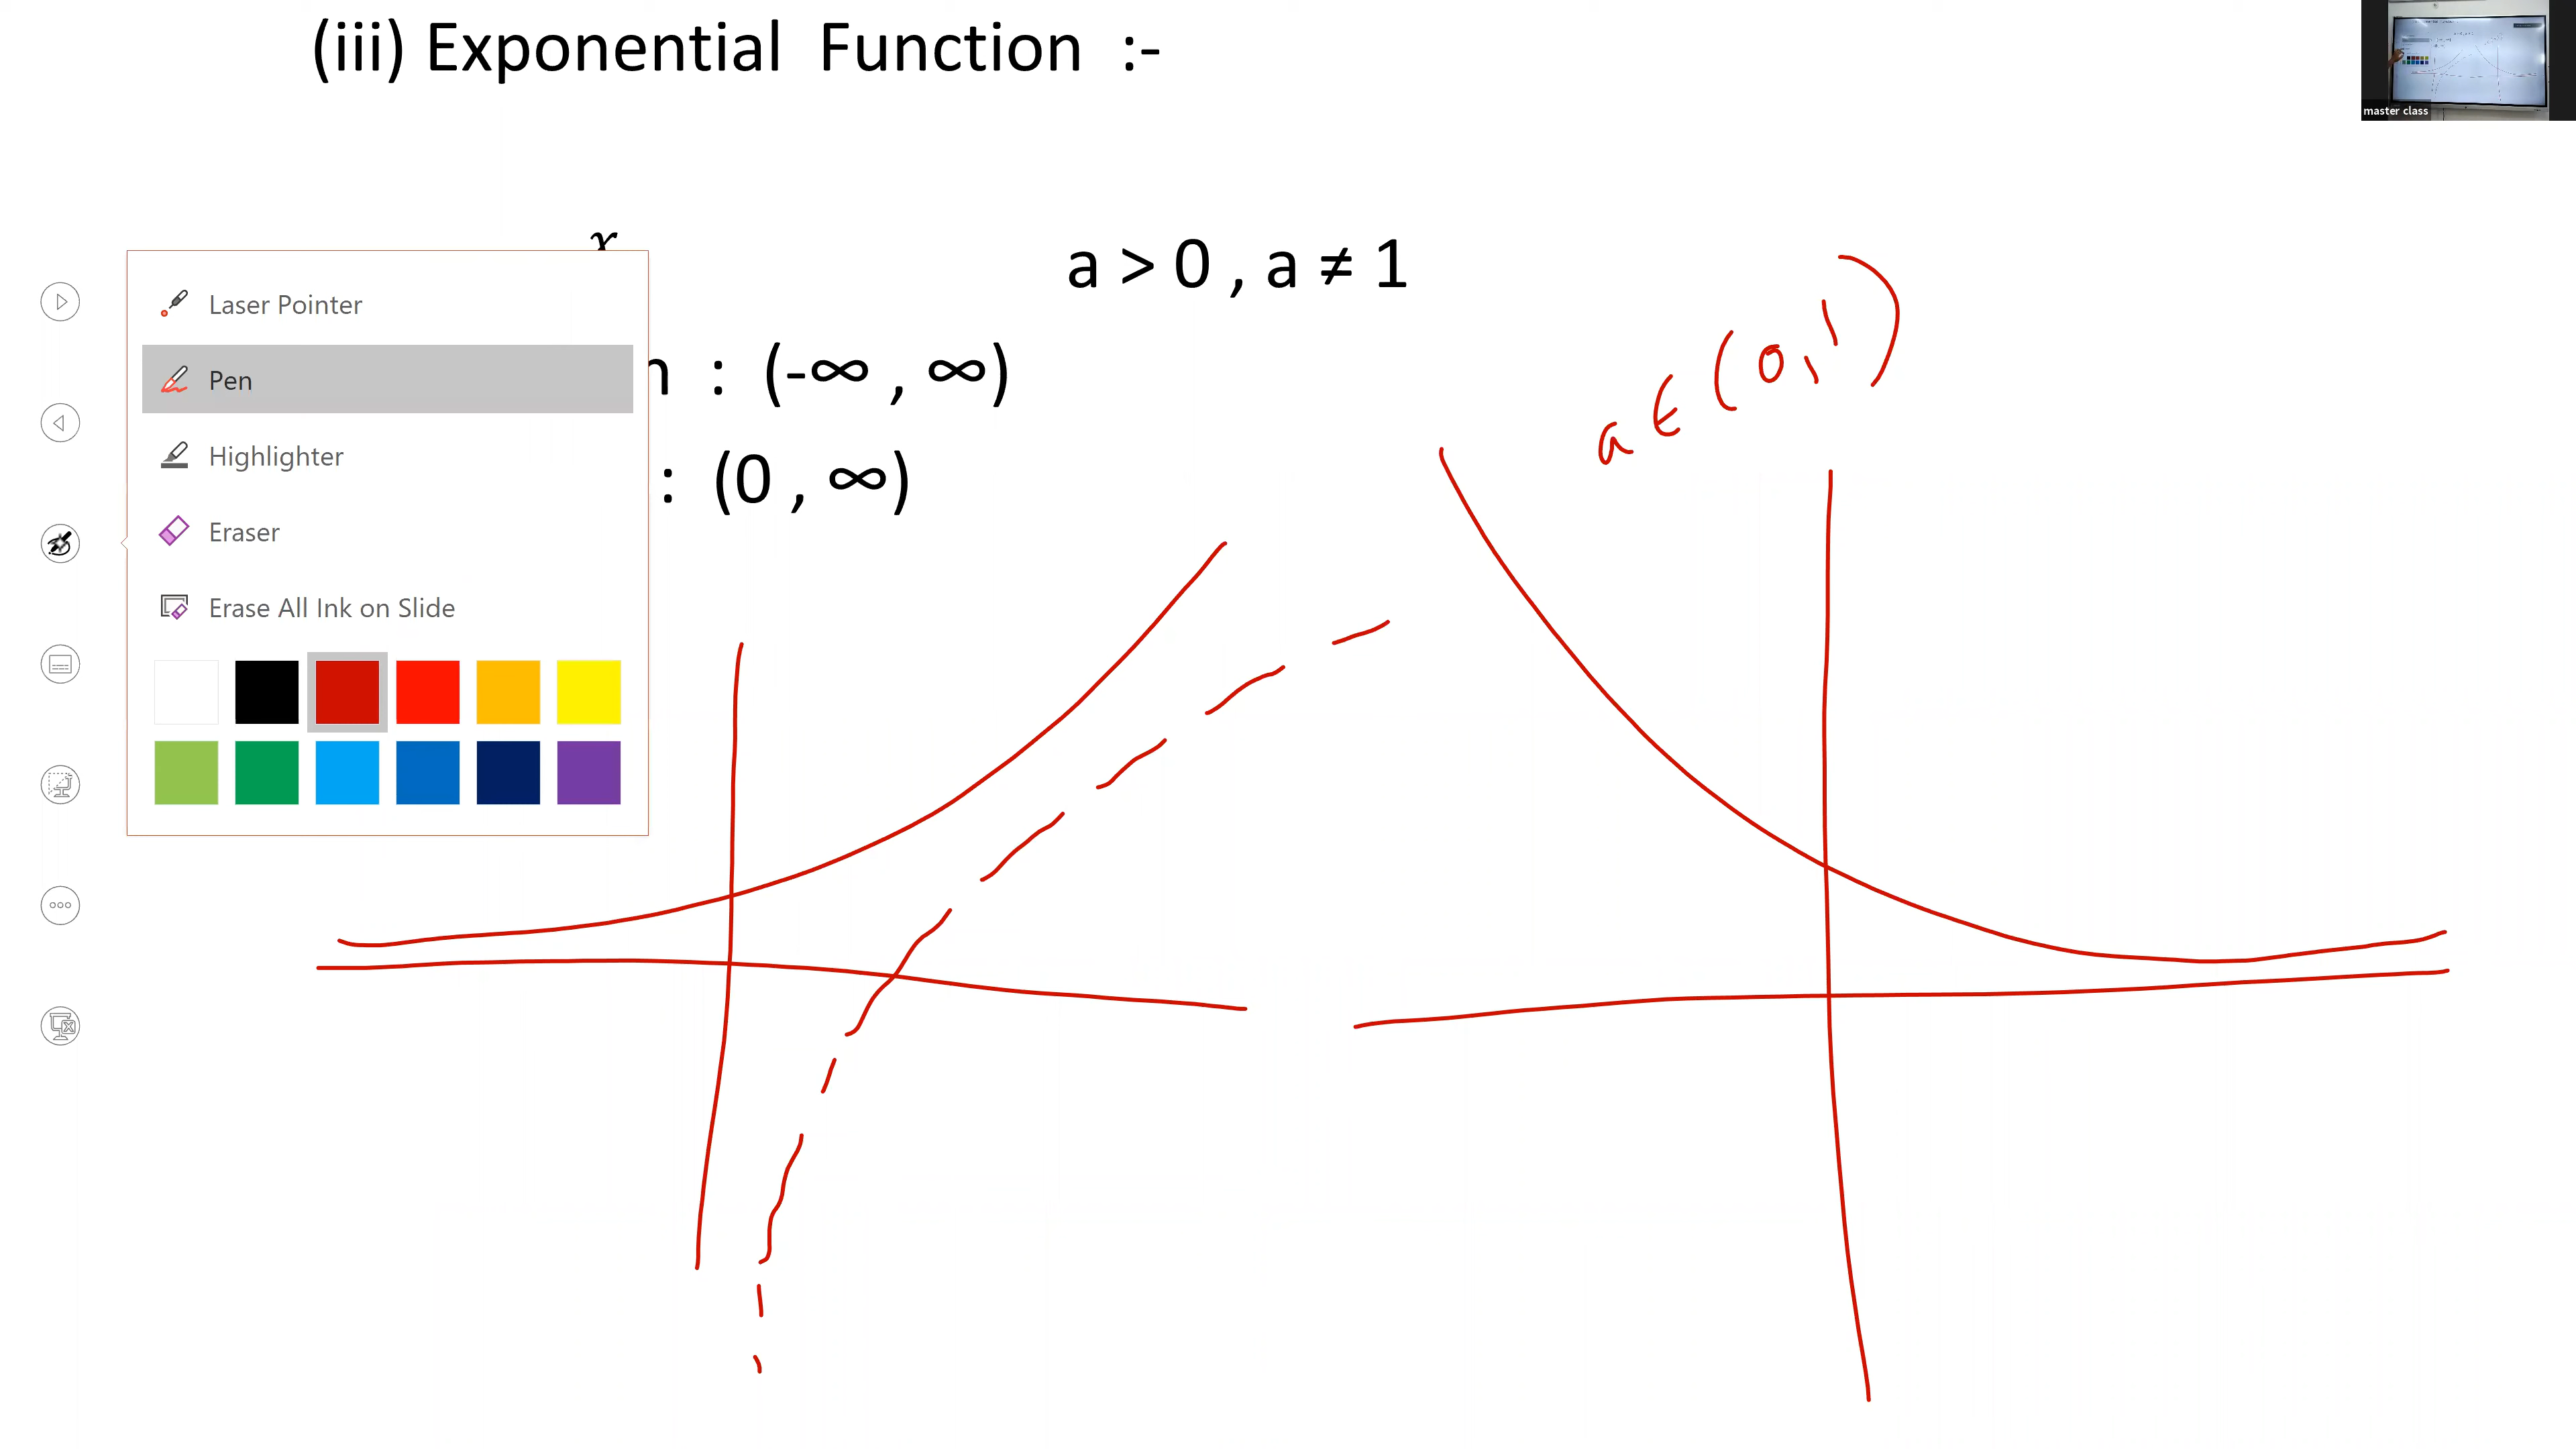 (iii) Exponential Function :-
master class
x
a > 0 , a ≠ 1
: (-∞ , ∞)
: (0 , ∞)
a ∈ (0,1)
Laser Pointer
Pen
Highlighter
Eraser
Erase All Ink on Slide